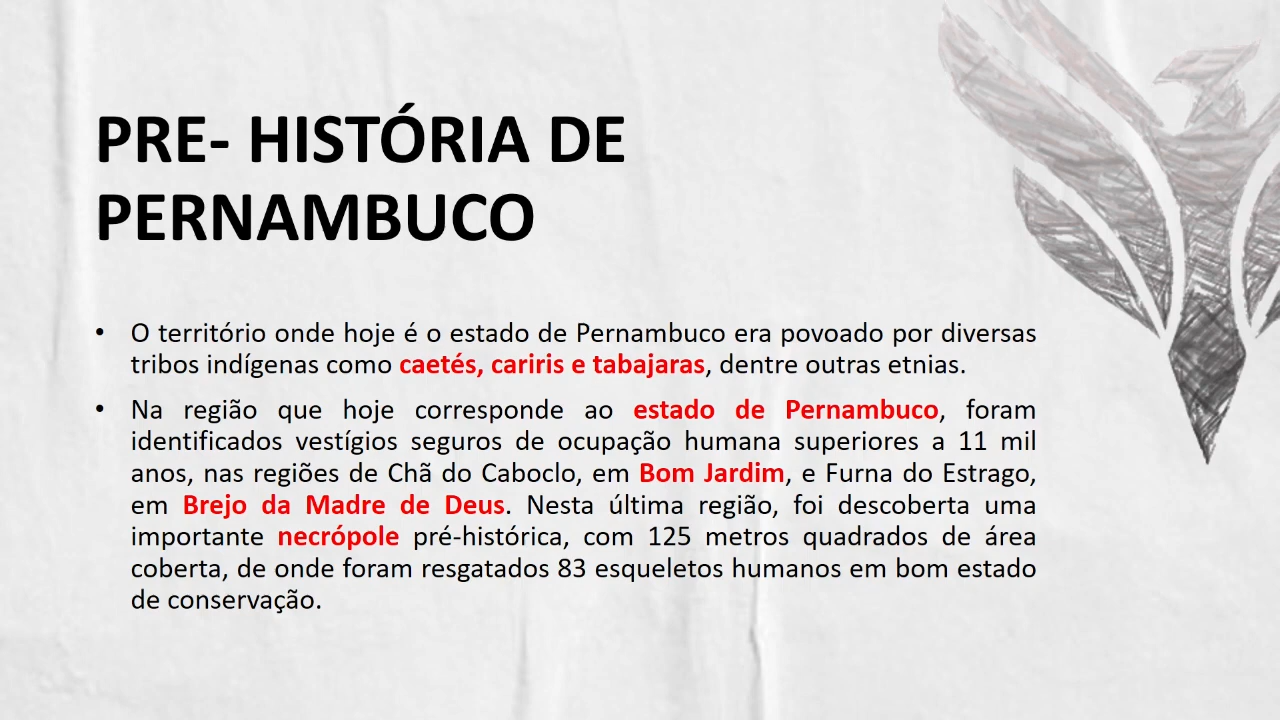 PRE- HISTÓRIA DE
PERNAMBUCO
• O território onde hoje é o estado de Pernambuco era povoado por diversas
tribos indígenas como caetés, cariris e tabajaras, dentre outras etnias.
• Na região que hoje corresponde ao estado de Pernambuco, foram
identificados vestígios seguros de ocupação humana superiores a 11 mil
anos, nas regiões de Chã do Caboclo, em Bom Jardim, e Furna do Estrago,
em Brejo da Madre de Deus. Nesta última região, foi descoberta uma
importante necrópole pré-histórica, com 125 metros quadrados de área
coberta, de onde foram resgatados 83 esqueletos humanos em bom estado
de conservação.